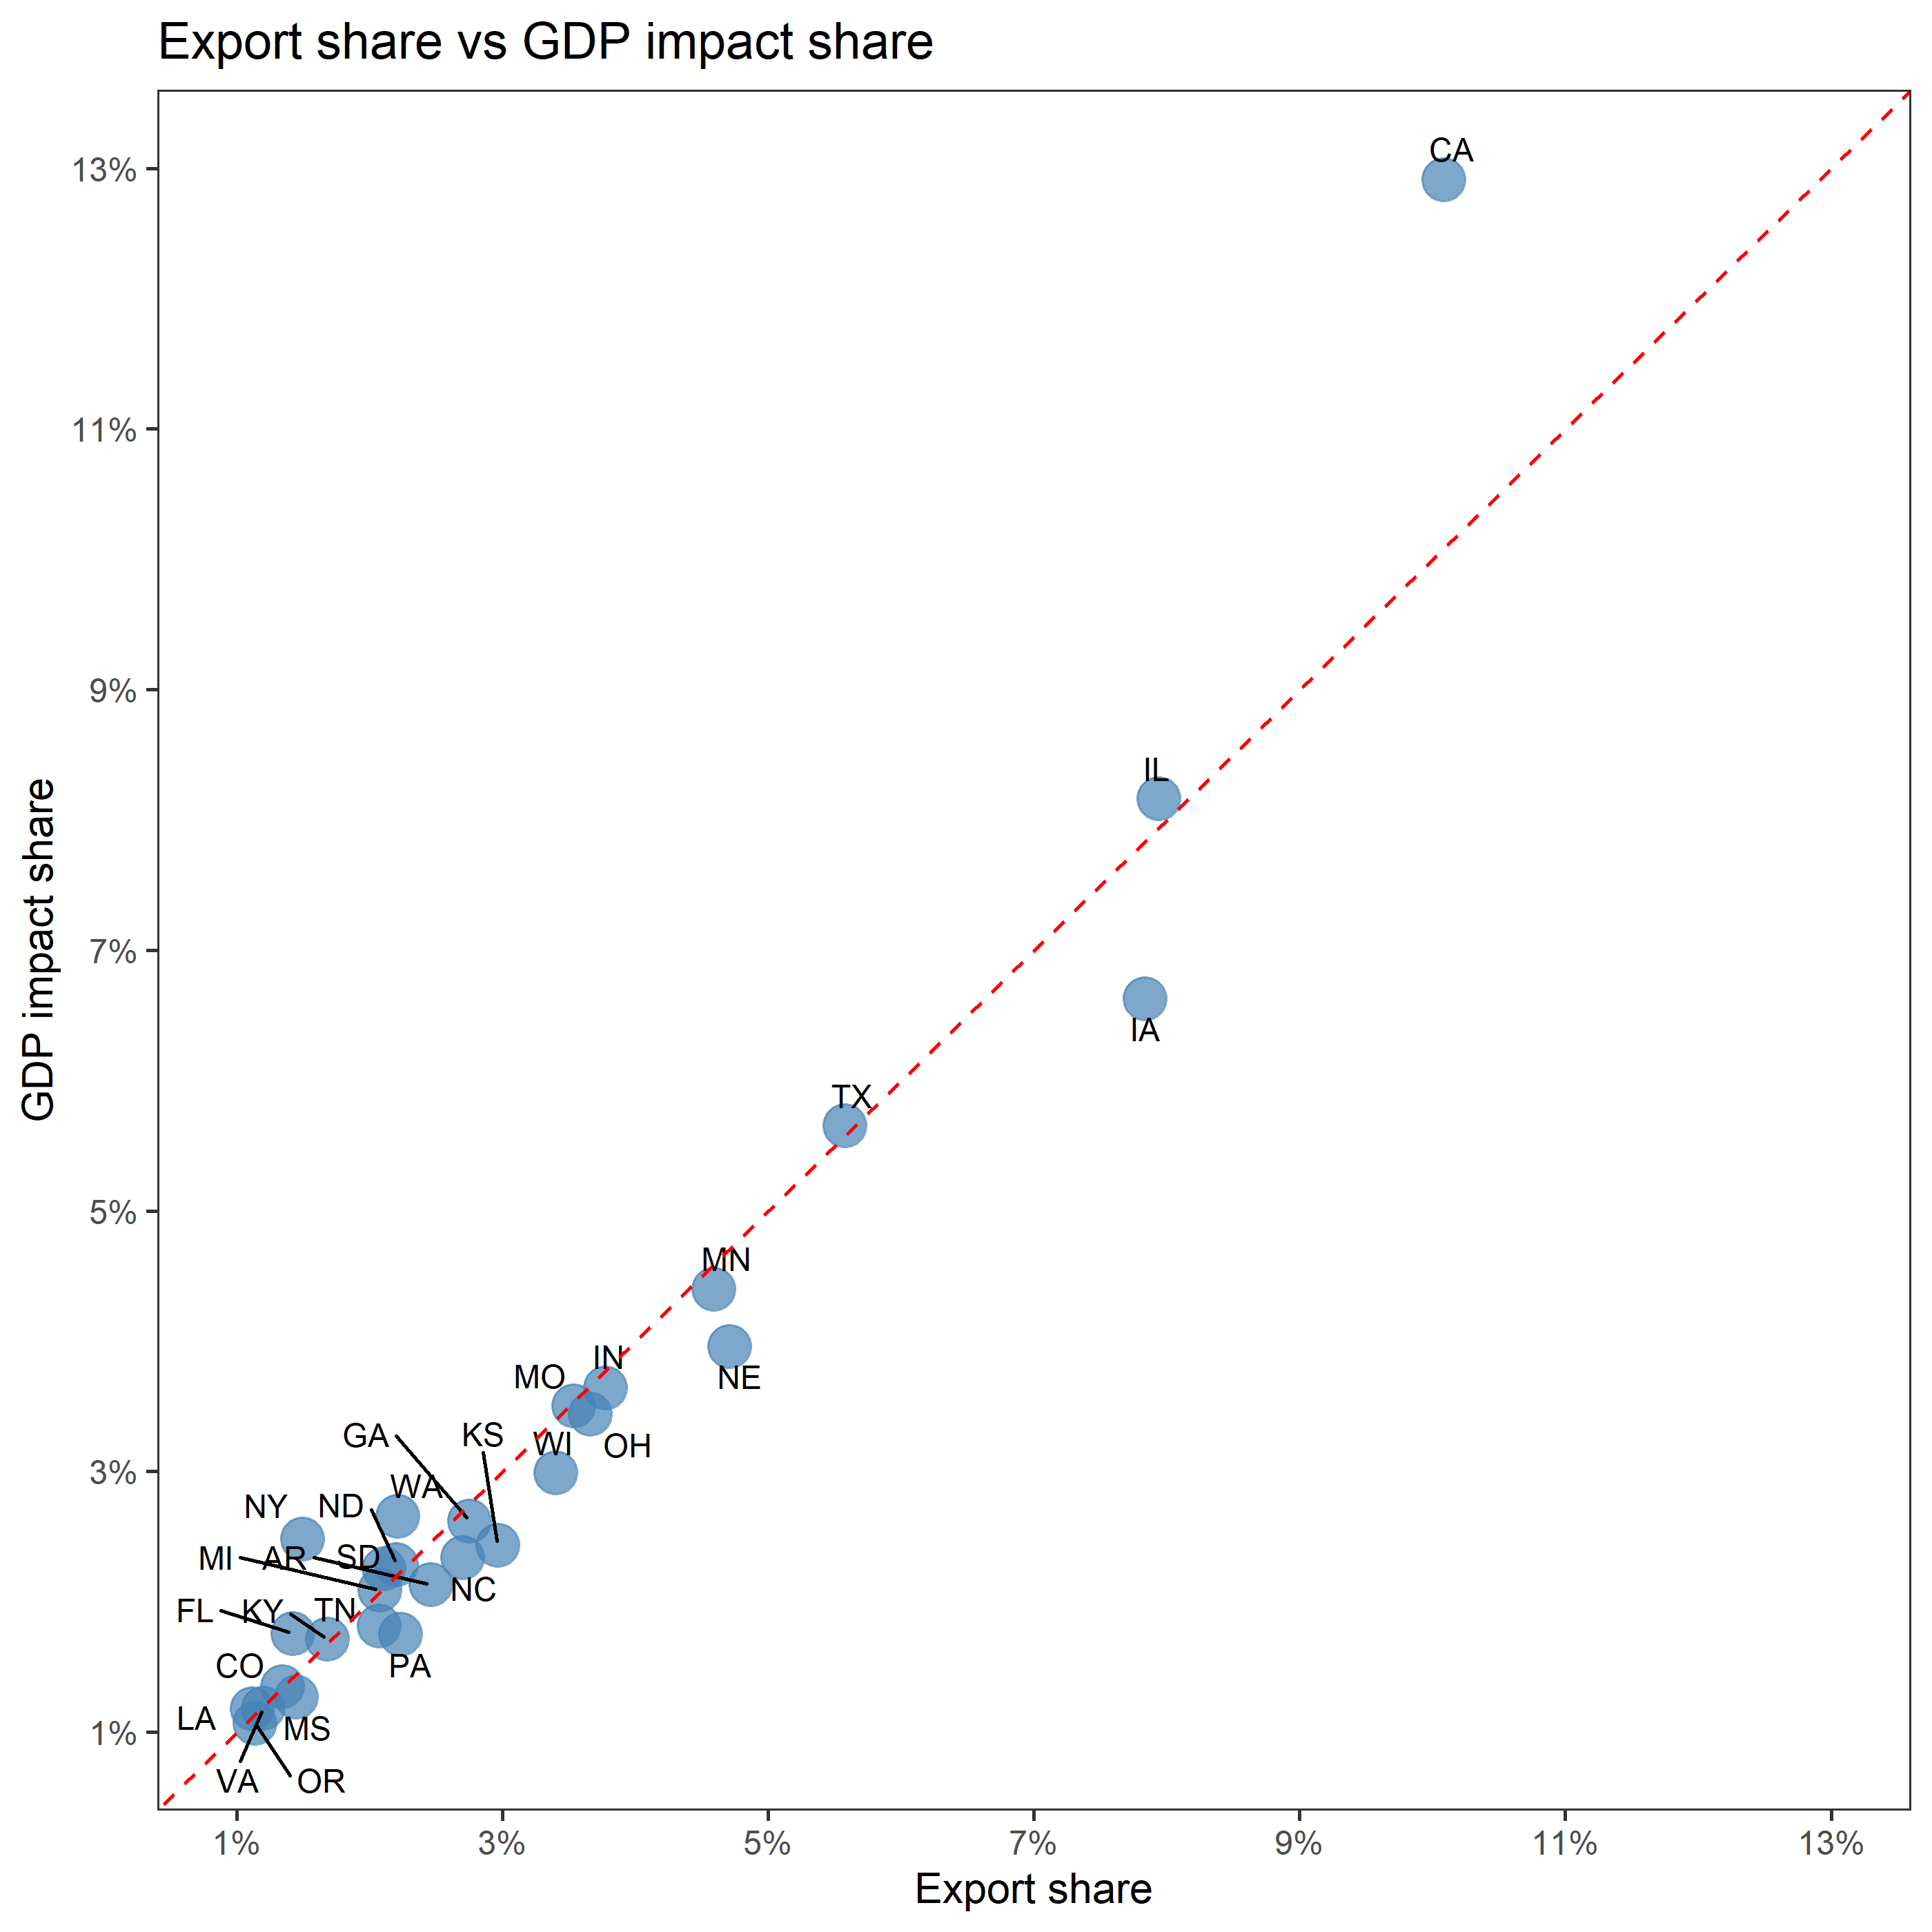 Export share vs GDP impact share
CA
13%
11%
9%
IL
7%
IA
TX
5%
MN
IN
MO
NE
GA
KS
WI
OH
3%
WA
NY
ND
MI
AR
SD
NC
FL
KY
TN
CO
PA
LA
MS
1%
VA
OR
GDP impact share
1%
3%
5%
7%
9%
11%
13%
Export share